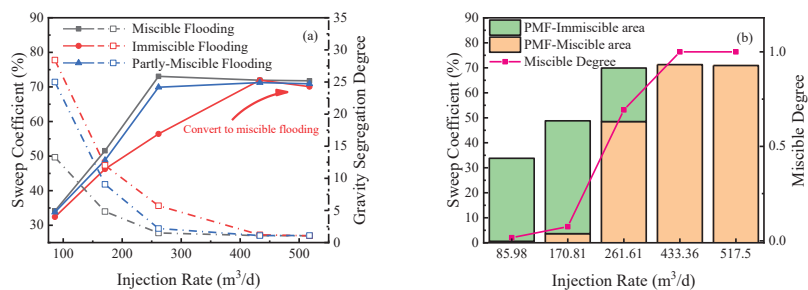 90
80
70
60
50
40
30
Sweep Coefficient (%)
Miscible Flooding
Immiscible Flooding
Partly-Miscible Flooding
(a)
Convert to miscible flooding
35
30
25
20
15
10
5
0
Gravity Segregation Degree
100 200 300 400 500
Injection Rate (m³/d)
90
80
70
60
50
40
30
20
10
0
Sweep Coefficient (%)
PMF-Immiscible area
PMF-Miscible area
Miscible Degree
(b)
1.0
0.5
0.0
Miscible Degree
85.98 170.81 261.61 433.36 517.5
Injection Rate (m³/d)